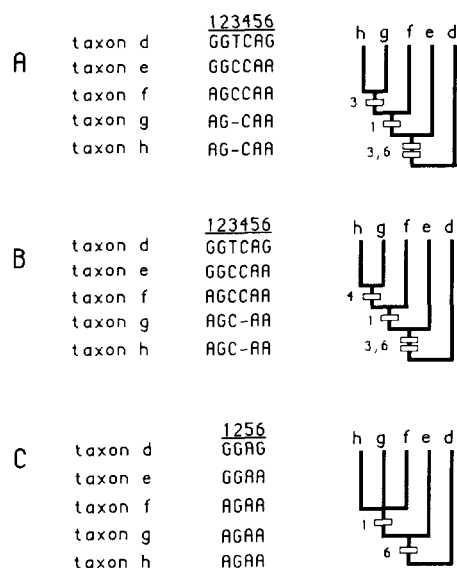 A
123456
taxon d GGTCAG
taxon e GGCCAA
taxon f AGCCAA
taxon g AG-CAA
taxon h AG-CAA
h g f e d
3
1
3,6
B
123456
taxon d GGTCAG
taxon e GGCCAA
taxon f AGCCAA
taxon g AGC-AA
taxon h AGC-AA
h g f e d
4
1
3,6
C
1256
taxon d GGAG
taxon e GGAA
taxon f AGAA
taxon g AGAA
taxon h AGAA
h g f e d
1
6